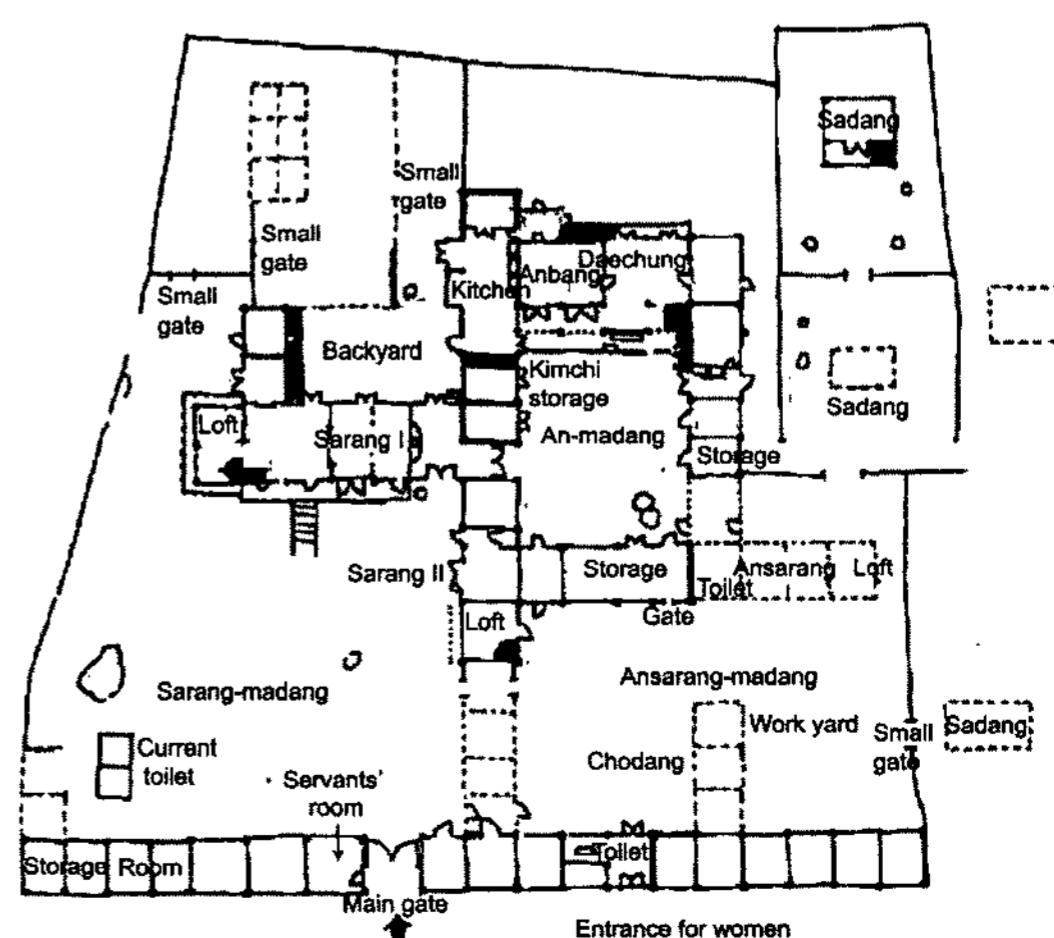 Sadang
Small
gate
Small
gate
Daechung
Anbang
Kitchen
Small
gate
Backyard
Kimchi
storage
Sadang
Loft
Sarang I
An-madang
Storage
Sarang II
Storage
Ansarang
Loft
Toilet
Gate
Loft
Sarang-madang
Ansarang-madang
Work yard
Small
gate
Sadang
Current
toilet
Chodang
Servants'
room
Storage
Room
Toilet
Main gate
Entrance for women